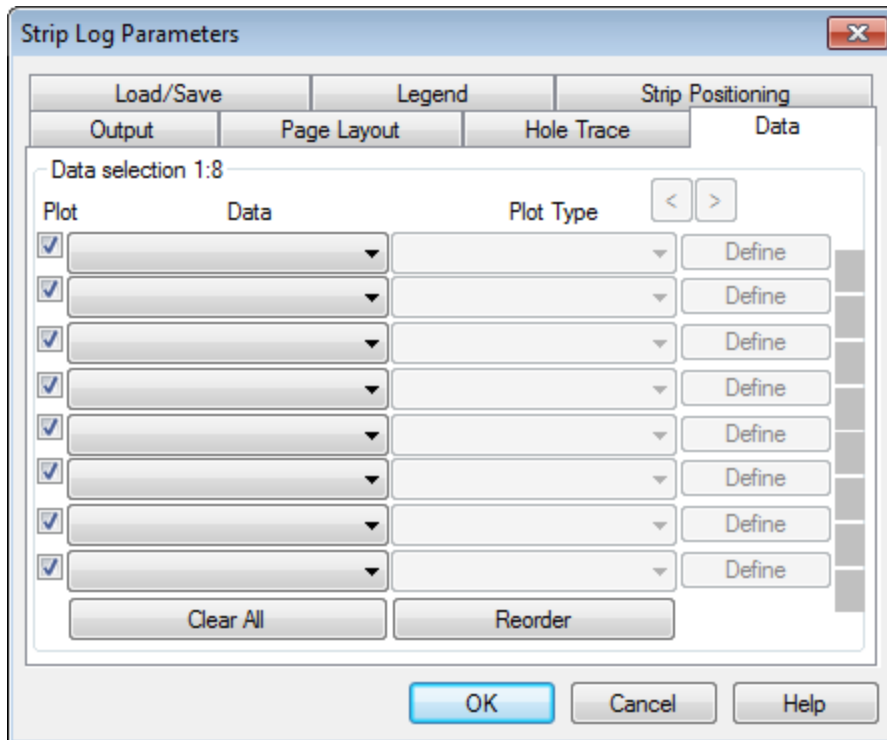 Strip Log Parameters
Load/Save Legend Strip Positioning
Output Page Layout Hole Trace Data
Data selection 1:8
Plot Data Plot Type < >
Define
Define
Define
Define
Define
Define
Define
Define
Clear All Reorder
OK Cancel Help